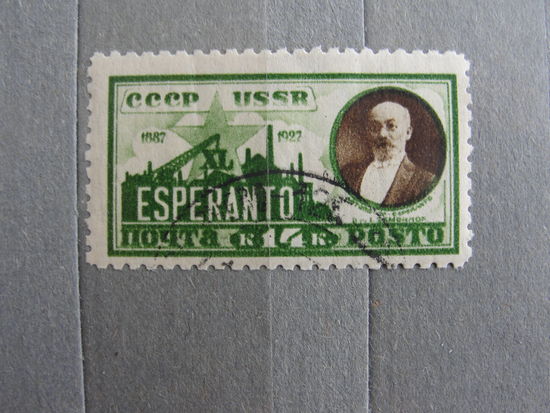 СССР USSR
1887 1927
XL
ESPERANTO
ПОЧТА К 14 К POSTO